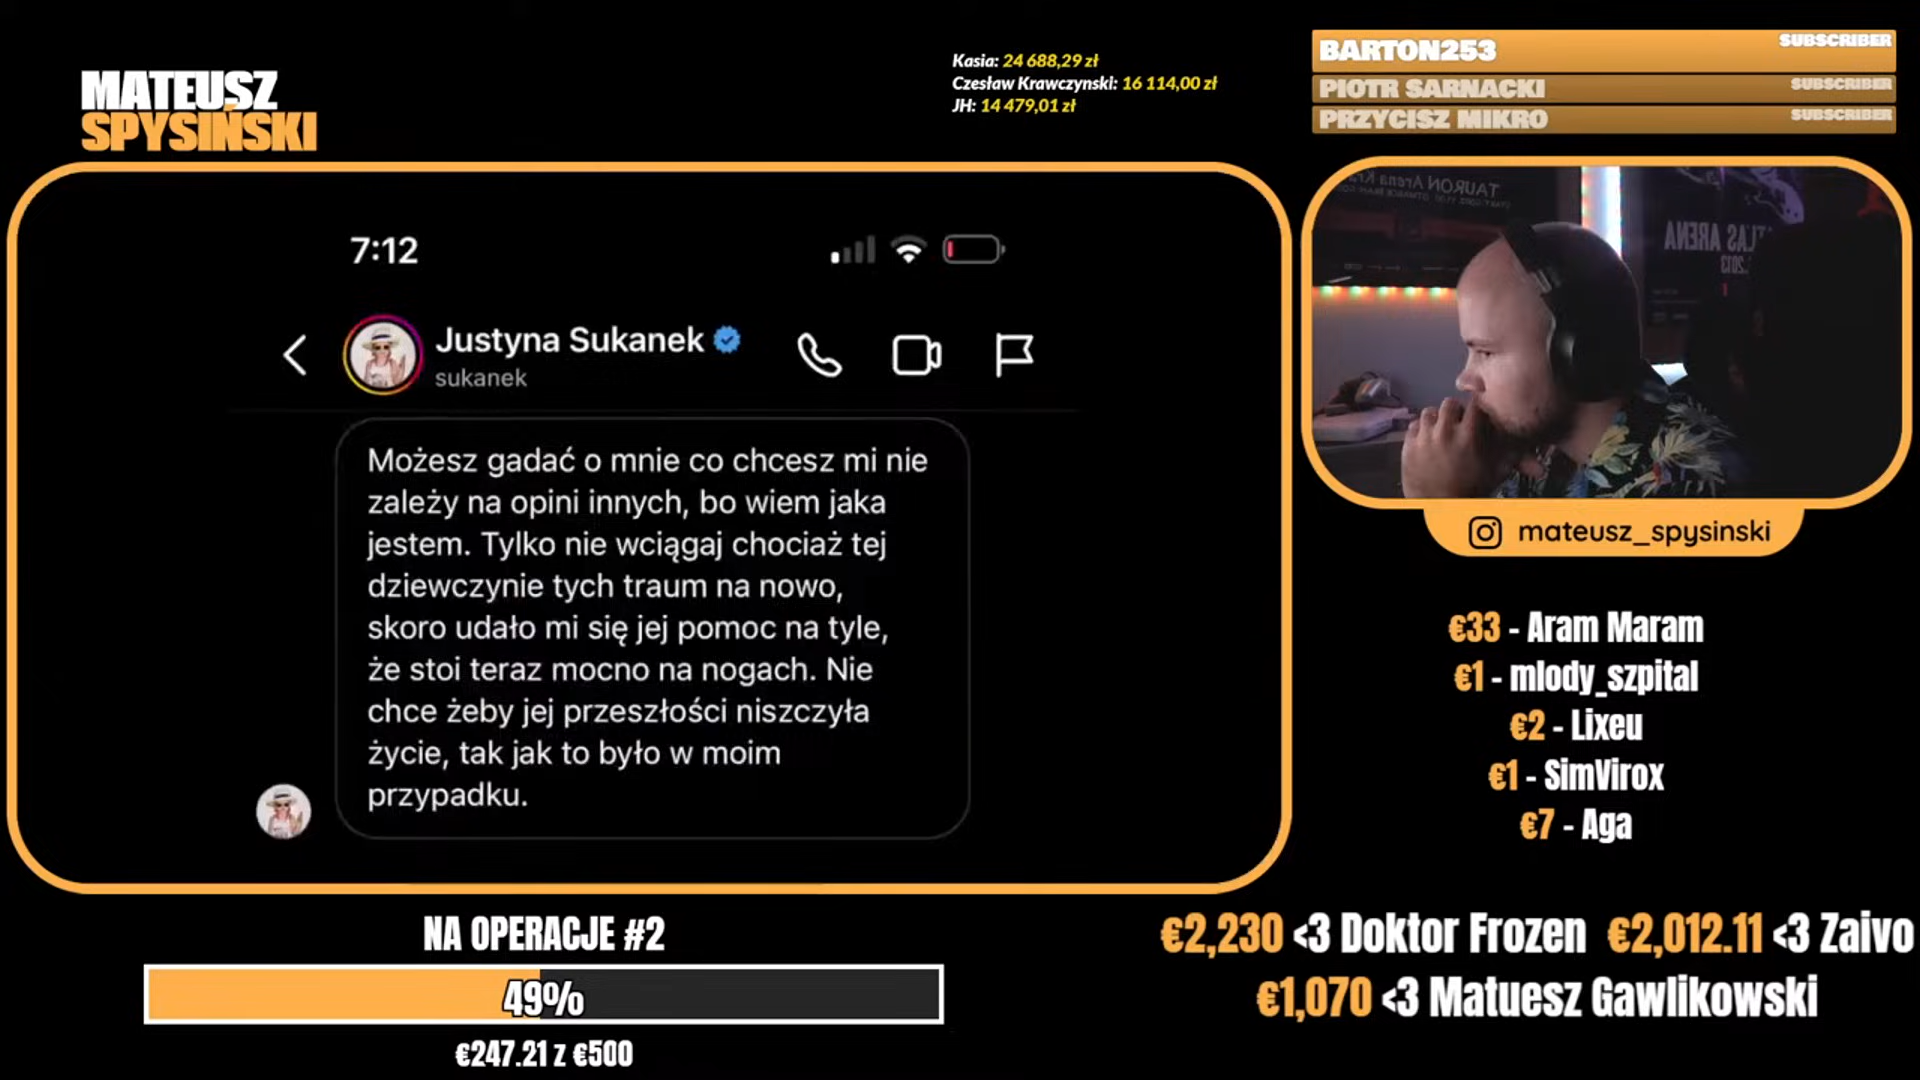 MATEUSZ
SPYSIŃSKI
Kasia: 24 688,29 zł
Czesław Krawczynski: 16 114,00 zł
JH: 14 479,01 zł
BARTON253 SUBSCRIBER
PIOTR SARNACKI SUBSCRIBER
PRZYCISZ MIKRO SUBSCRIBER
7:12
Justyna Sukanek
sukanek
Możesz gadać o mnie co chcesz mi nie
zależy na opini innych, bo wiem jaka
jestem. Tylko nie wciągaj chociaż tej
dziewczynie tych traum na nowo,
skoro udało mi się jej pomoc na tyle,
że stoi teraz mocno na nogach. Nie
chce żeby jej przeszłości niszczyła
życie, tak jak to było w moim
przypadku.
TAURON Arena
ATLAS ARENA
mateusz_spysinski
€33 - Aram Maram
€1 - mlody_szpital
€2 - Lixeu
€1 - SimVirox
€7 - Aga
NA OPERACJE #2
49%
€247.21 z €500
€2,230 <3 Doktor Frozen €2,012.11 <3 Zaivo
€1,070 <3 Matuesz Gawlikowski